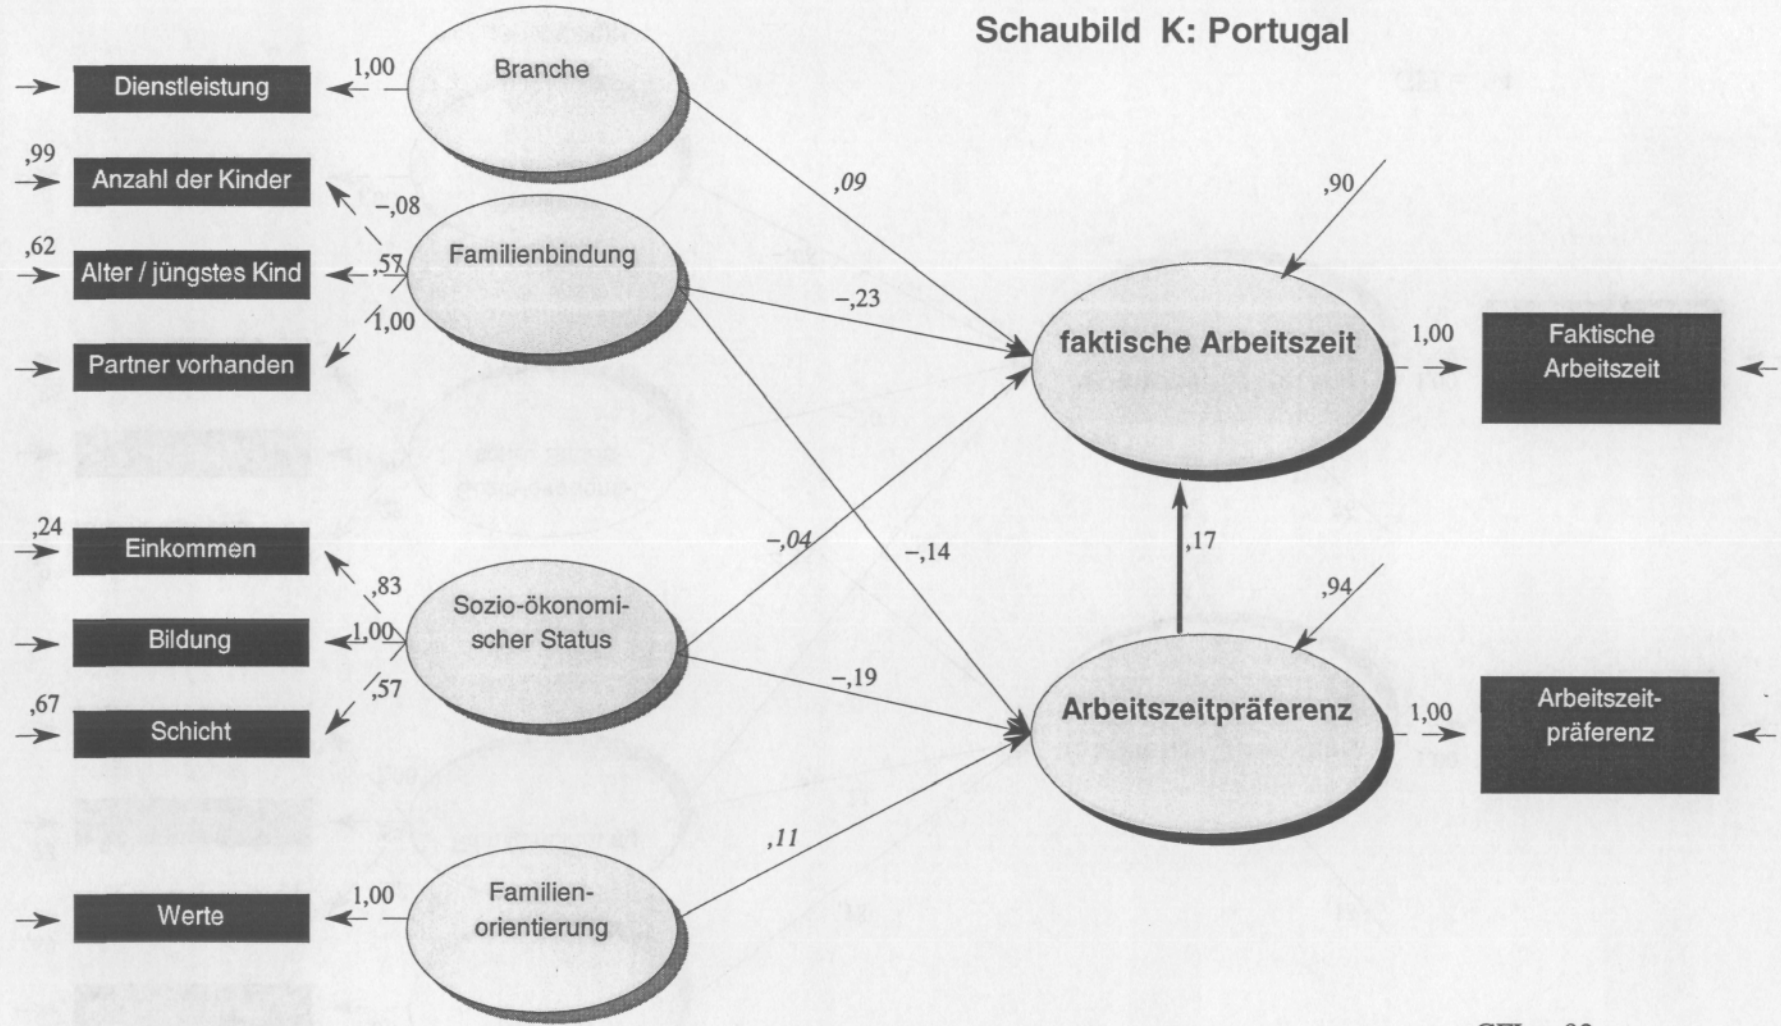 Schaubild K: Portugal
Branche
1,00
Dienstleistung
,99
Anzahl der Kinder
–,08
,09
,90
Familienbindung
,62
Alter / jüngstes Kind
,57
–,23
1,00
Partner vorhanden
faktische Arbeitszeit
1,00
Faktische
Arbeitszeit
,24
Einkommen
,83
–,04
–,14
,17
Sozio-ökonomi-
scher Status
Bildung
1,00
,94
,67
Schicht
,57
–,19
Arbeitszeitpräferenz
1,00
Arbeitszeit-
präferenz
,11
Werte
1,00
Familien-
orientierung